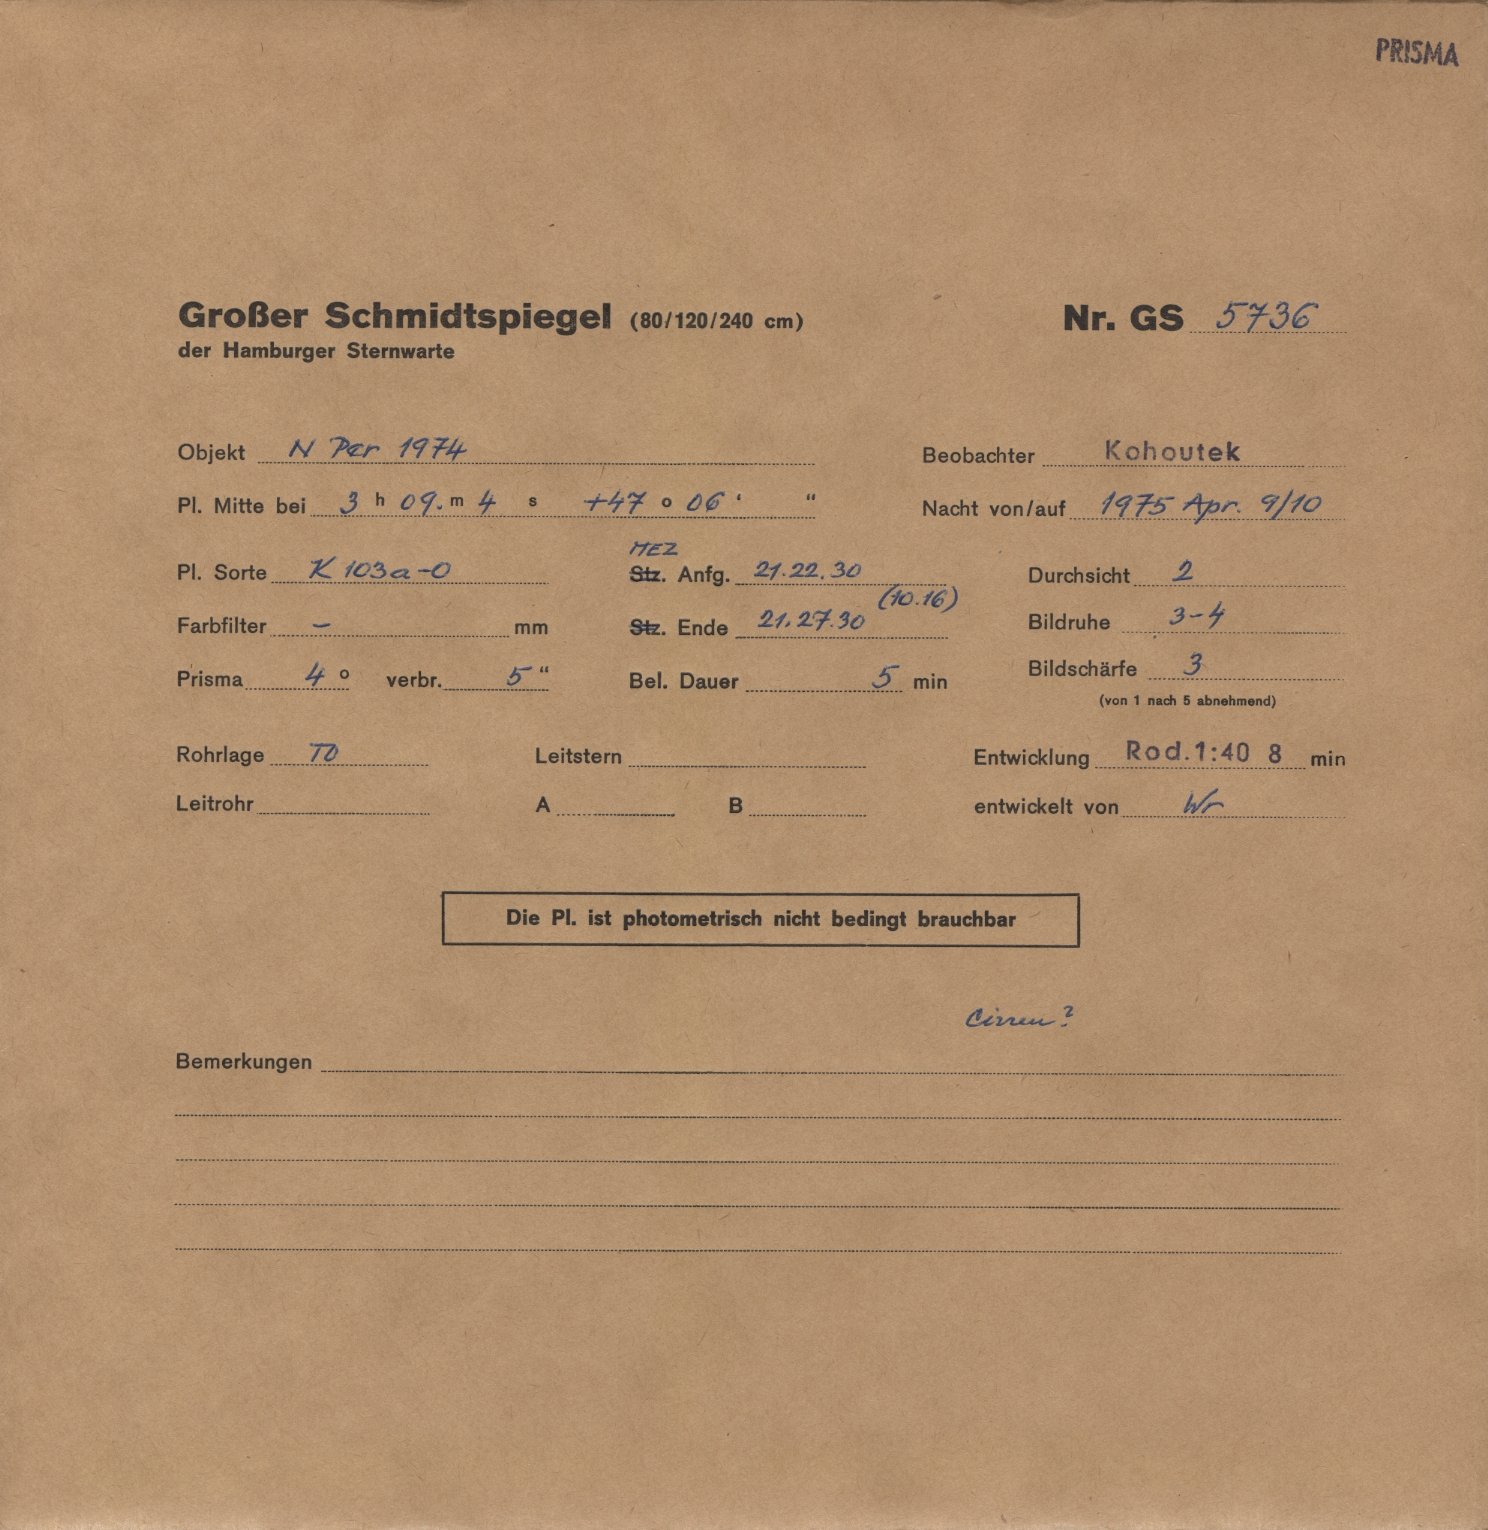 PRISMA
Großer Schmidtspiegel (80/120/240 cm) Nr. GS 5736
der Hamburger Sternwarte
Objekt N Per 1974 Beobachter Kohoutek
Pl. Mitte bei 3 h 09. m 4 s +47 o 06 ' " Nacht von/auf 1975 Apr. 9/10
MEZ
Pl. Sorte K 103a-O Stz. Anfg. 21.22.30 Durchsicht 2
(10.16)
Farbfilter – mm Stz. Ende 21.27.30 Bildruhe 3-4
Prisma 4 o verbr. 5 " Bel. Dauer 5 min Bildschärfe 3
(von 1 nach 5 abnehmend)
Rohrlage TO Leitstern Entwicklung Rod.1:40 8 min
Leitrohr A B entwickelt von Wr
Die Pl. ist photometrisch nicht bedingt brauchbar
Cirren?
Bemerkungen